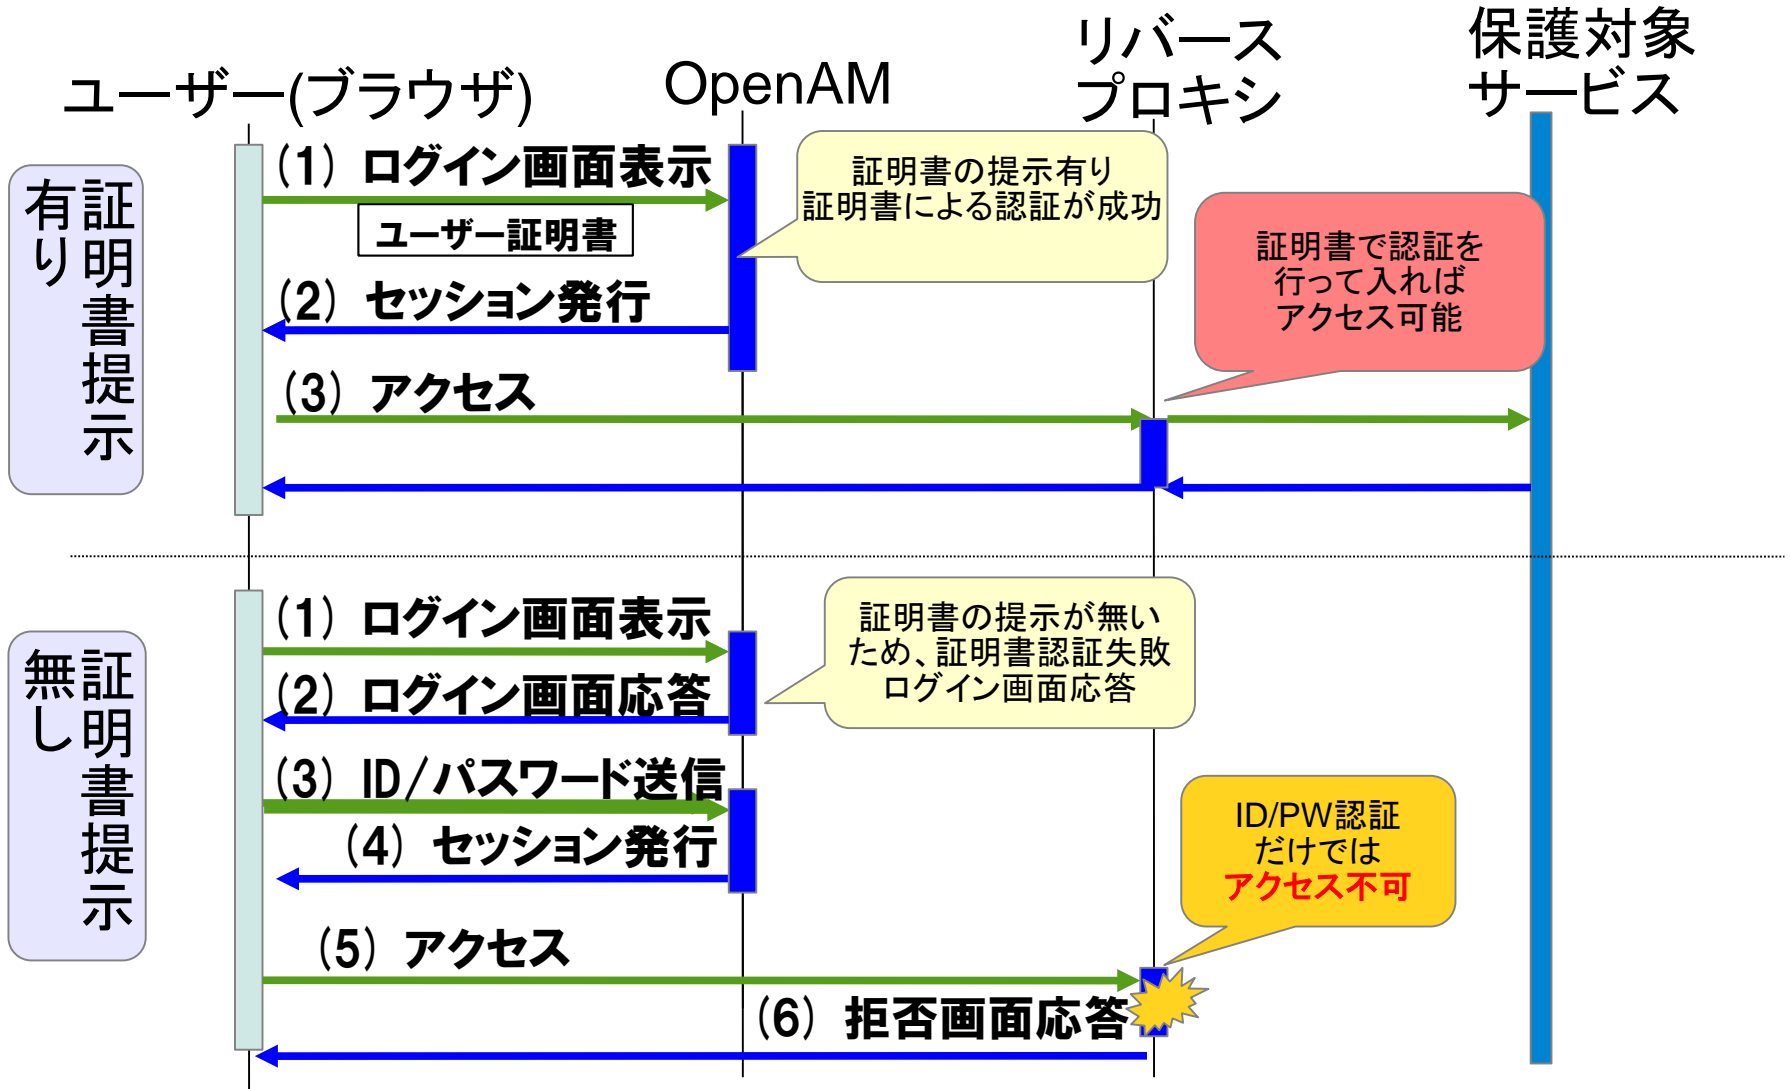 ユーザー(ブラウザ)
OpenAM
リバース
プロキシ
保護対象
サービス
証明書提示
有り
(1) ログイン画面表示
ユーザー証明書
証明書の提示有り
証明書による認証が成功
(2) セッション発行
証明書で認証を
行って入れば
アクセス可能
(3) アクセス
証明書提示
無し
(1) ログイン画面表示
証明書の提示が無い
ため、証明書認証失敗
ログイン画面応答
(2) ログイン画面応答
(3) ID/パスワード送信
(4) セッション発行
ID/PW認証
だけでは
アクセス不可
(5) アクセス
(6) 拒否画面応答